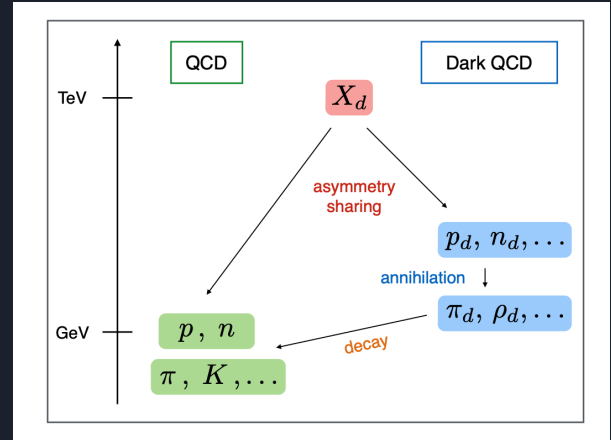 QCD
Dark QCD
TeV
X_d
asymmetry
sharing
p_d, n_d, ...
annihilation
π_d, ρ_d, ...
GeV
p, n
decay
π, K, ...